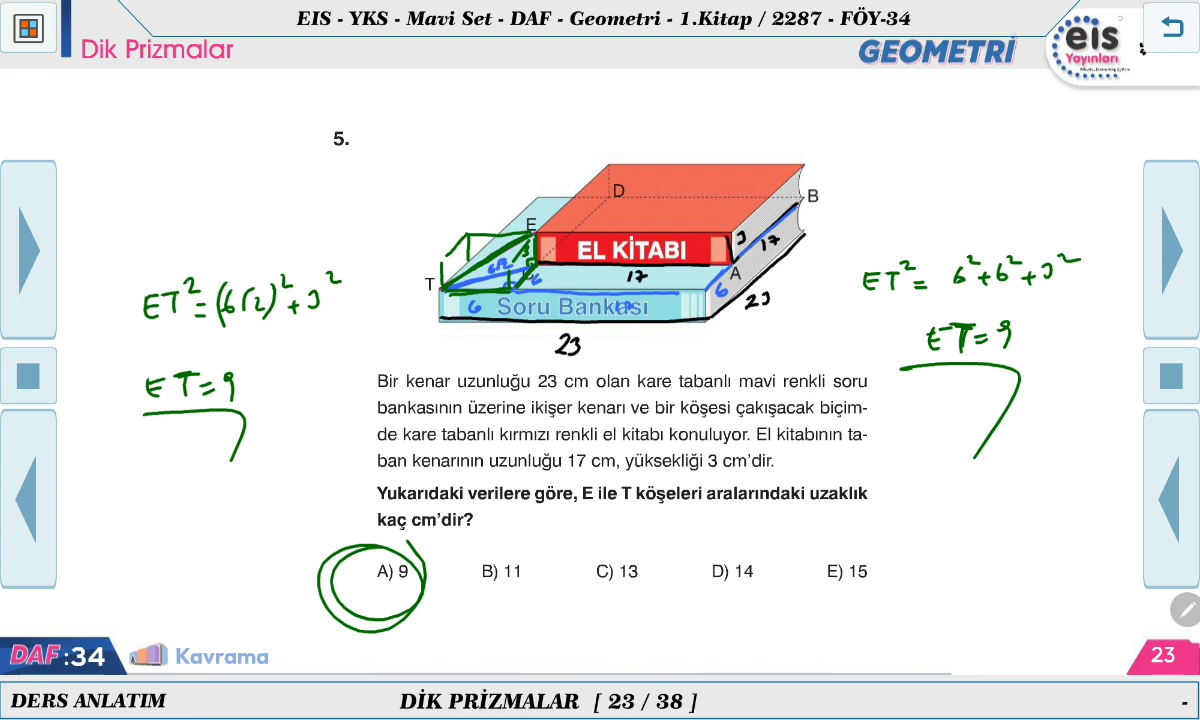 EIS - YKS - Mavi Set - DAF - Geometri - 1.Kitap / 2287 - FÖY-34
Dik Prizmalar
GEOMETRİ
eis
Yayınları
5.
D
B
E
EL KİTABI
3
17
17
A
T
6√2
6
6
6
Soru Bankası
17
23
23
ET² = (6√2)² + 3²
ET = 9
ET² = 6² + 6² + 3²
ET = 9
Bir kenar uzunluğu 23 cm olan kare tabanlı mavi renkli soru
bankasının üzerine ikişer kenarı ve bir köşesi çakışacak biçim-
de kare tabanlı kırmızı renkli el kitabı konuluyor. El kitabının ta-
ban kenarının uzunluğu 17 cm, yüksekliği 3 cm'dir.
Yukarıdaki verilere göre, E ile T köşeleri aralarındaki uzaklık
kaç cm'dir?
A) 9 B) 11 C) 13 D) 14 E) 15
DAF :34 Kavrama
23
DERS ANLATIM
DİK PRİZMALAR [ 23 / 38 ]
-